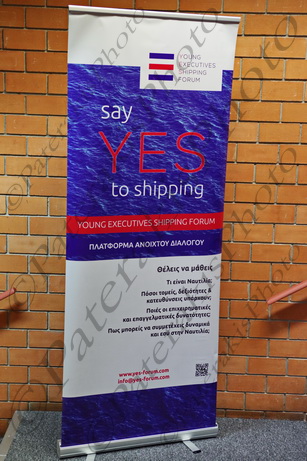 YOUNG
EXECUTIVES
SHIPPING
FORUM
say
YES
to shipping
YOUNG EXECUTIVES SHIPPING FORUM
ΠΛΑΤΦΟΡΜΑ ΑΝΟΙΧΤΟΥ ΔΙΑΛΟΓΟΥ
Θέλεις να μάθεις
Τι είναι Ναυτιλία;
Πόσοι τομείς, δεξιότητες &
κατευθύνσεις υπάρχουν;
Ποιές οι επιχειρηματικές
και επαγγελματικές δυνατότητες;
Πως μπορείς να συμμετέχεις δυναμικά
και εσύ στην Ναυτιλία;
www.yes-forum.com
info@yes-forum.com